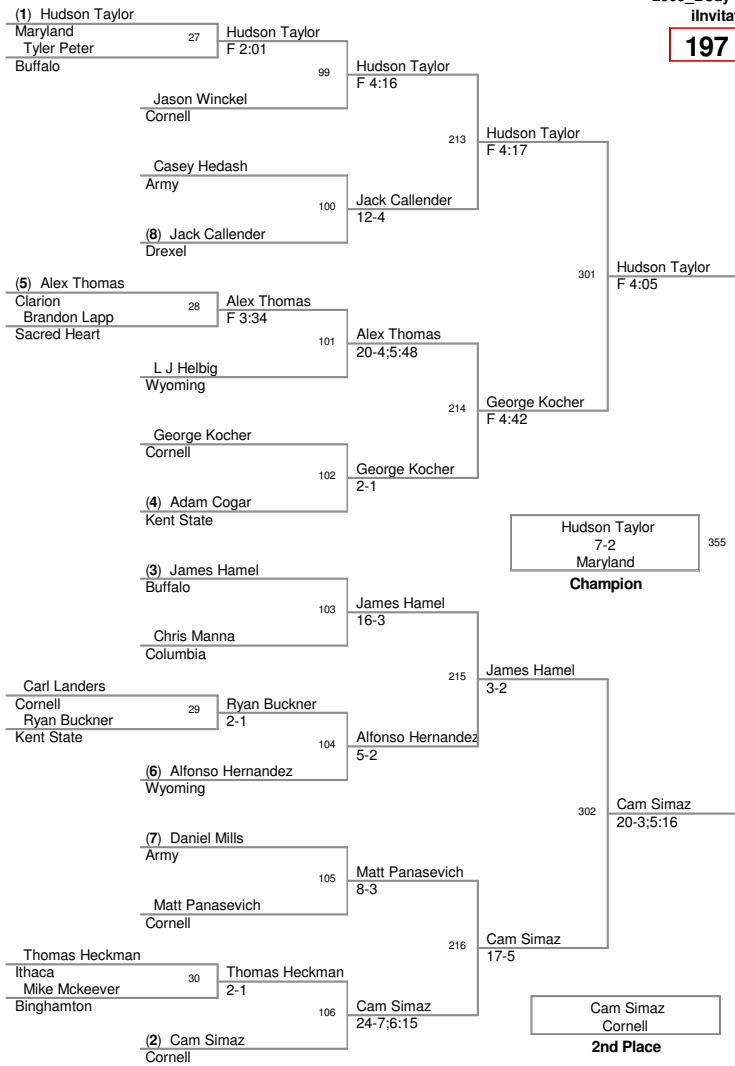 iInvita
197
(1) Hudson Taylor
Maryland
27
Tyler Peter
Buffalo
Hudson Taylor
F 2:01
99
Jason Winckel
Cornell
Hudson Taylor
F 4:16
213
Casey Hedash
Army
100
(8) Jack Callender
Drexel
Jack Callender
12-4
Hudson Taylor
F 4:17
301
(5) Alex Thomas
Clarion
28
Brandon Lapp
Sacred Heart
Alex Thomas
F 3:34
101
L J Helbig
Wyoming
Alex Thomas
20-4;5:48
214
George Kocher
Cornell
102
(4) Adam Cogar
Kent State
George Kocher
2-1
George Kocher
F 4:42
Hudson Taylor
F 4:05
Hudson Taylor
7-2
Maryland
355
Champion
(3) James Hamel
Buffalo
103
Chris Manna
Columbia
James Hamel
16-3
215
Carl Landers
Cornell
29
Ryan Buckner
Kent State
Ryan Buckner
2-1
104
(6) Alfonso Hernandez
Wyoming
Alfonso Hernandez
5-2
James Hamel
3-2
302
(7) Daniel Mills
Army
105
Matt Panasevich
Cornell
Matt Panasevich
8-3
216
Thomas Heckman
Ithaca
30
Mike Mckeever
Binghamton
Thomas Heckman
2-1
106
(2) Cam Simaz
Cornell
Cam Simaz
24-7;6:15
Cam Simaz
17-5
Cam Simaz
20-3;5:16
Cam Simaz
Cornell
2nd Place